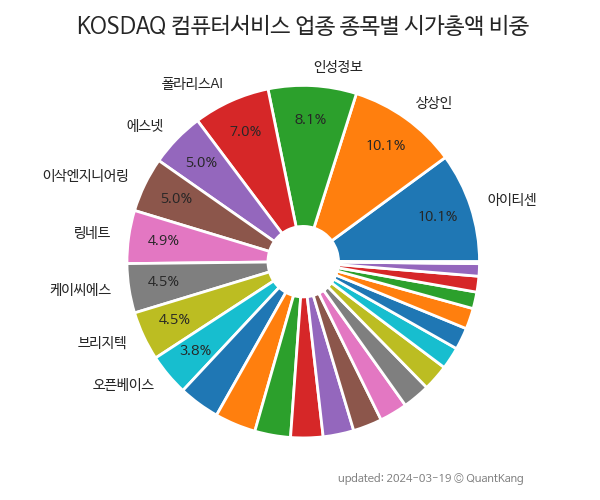 KOSDAQ 컴퓨터서비스 업종 종목별 시가총액 비중
인성정보
폴라리스AI
상상인
8.1%
7.0%
에스넷
10.1%
5.0%
이삭엔지니어링
5.0%
아이티센
10.1%
링네트
4.9%
케이씨에스
4.5%
4.5%
브리지텍
3.8%
오픈베이스
updated: 2024-03-19 © QuantKang